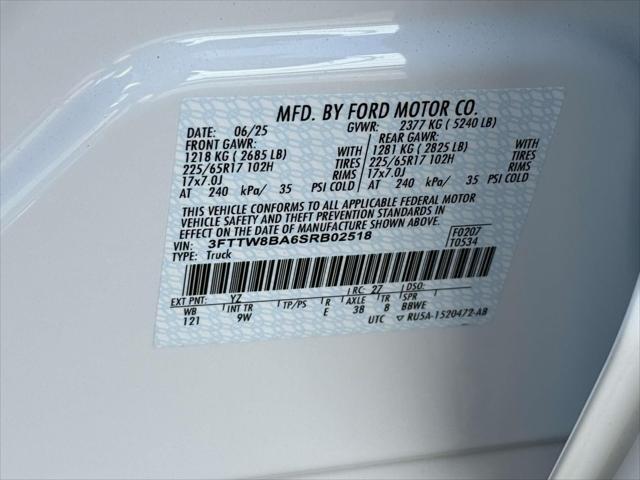 MFD. BY FORD MOTOR CO.
DATE: 06/25 GVWR: 2377 KG ( 5240 LB)
FRONT GAWR: REAR GAWR:
1218 KG ( 2685 LB) WITH 1281 KG ( 2825 LB) WITH
225/65R17 102H TIRES 225/65R17 102H TIRES
17x7.0J RIMS 17x7.0J RIMS
AT 240 kPa/ 35 PSI COLD AT 240 kPa/ 35 PSI COLD
THIS VEHICLE CONFORMS TO ALL APPLICABLE FEDERAL MOTOR
VEHICLE SAFETY AND THEFT PREVENTION STANDARDS IN
EFFECT ON THE DATE OF MANUFACTURE SHOWN ABOVE.
VIN: 3FTTW8BA6SRB02518 F0207
TYPE: Truck T0534
EXT PNT: YZ RC: 27 DSO:
WB INT TR TP/PS R AXLE TR SPR
121 9W E 38 8 BBWE
UTC ▽ RU5A-1520472-AB